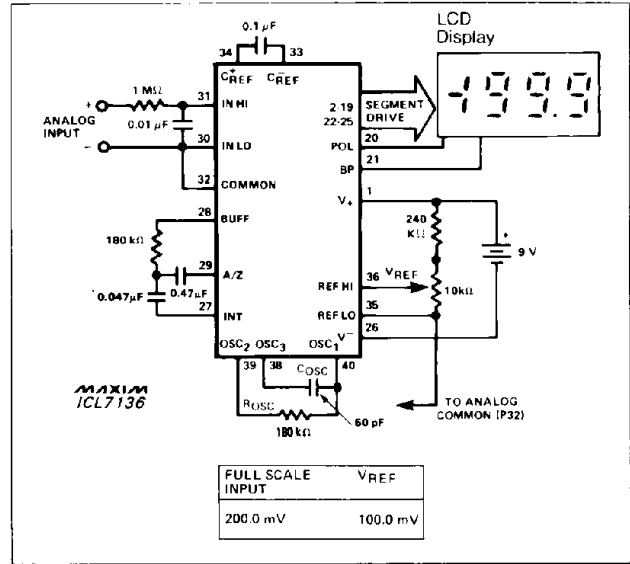 LCD
Display
0.1 µF
34 33
C+REF C-REF
+ 1 MΩ 31 IN HI
ANALOG INPUT
0.01 µF
- 30 IN LO
32 COMMON
28 BUFF
180 kΩ
29 A/Z
0.047µF 0.47µF
27 INT
2-19
22-25
SEGMENT DRIVE
20
POL
21
BP
1
V+
240 KΩ
+
9 V
36 VREF
REF HI
10kΩ
35
REF LO
26
V-
OSC2 OSC3 OSC1
39 38 40
COSC
ROSC
60 pF
180 kΩ
TO ANALOG
COMMON (P32)
MAXIM
ICL7136
FULL SCALE INPUT VREF
200.0 mV 100.0 mV